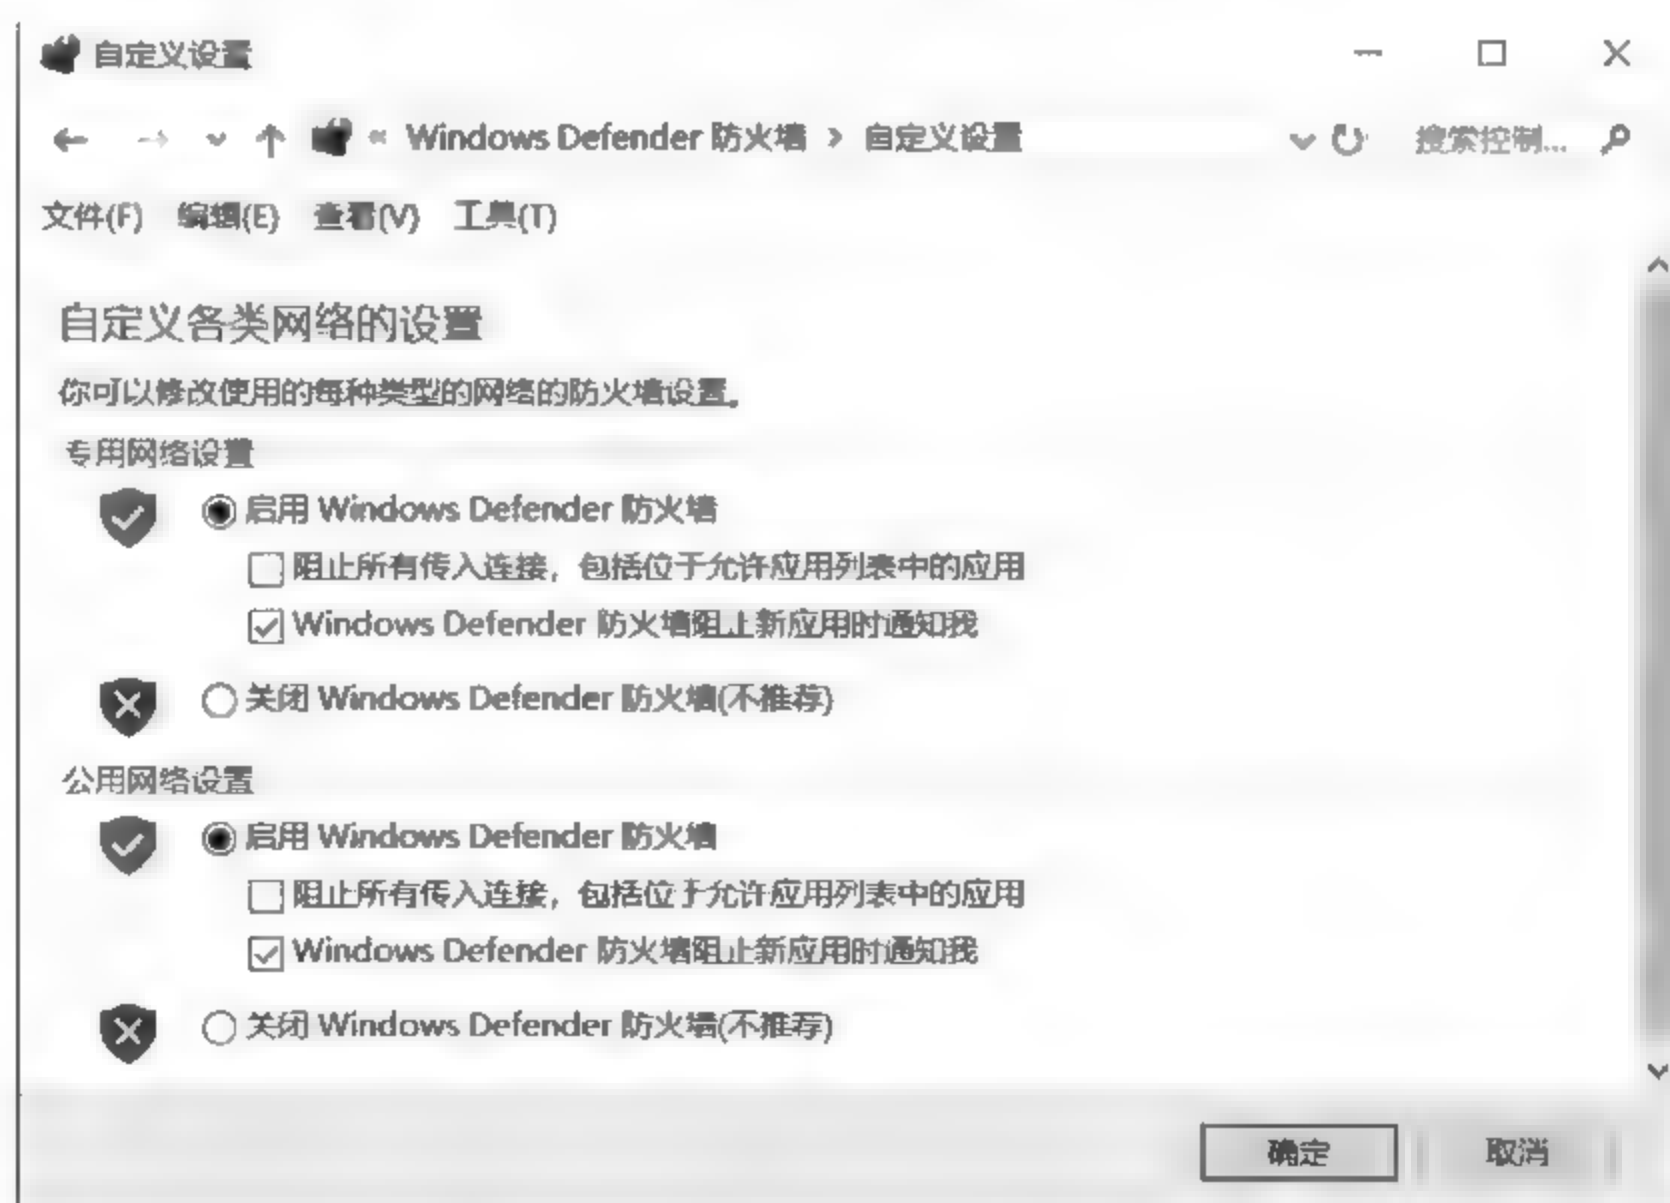 自定义设置
« Windows Defender 防火墙 › 自定义设置 搜索控制...
文件(F) 编辑(E) 查看(V) 工具(T)
自定义各类网络的设置
你可以修改使用的每种类型的网络的防火墙设置。
专用网络设置
启用 Windows Defender 防火墙
阻止所有传入连接，包括位于允许应用列表中的应用
Windows Defender 防火墙阻止新应用时通知我
关闭 Windows Defender 防火墙(不推荐)
公用网络设置
启用 Windows Defender 防火墙
阻止所有传入连接，包括位于允许应用列表中的应用
Windows Defender 防火墙阻止新应用时通知我
关闭 Windows Defender 防火墙(不推荐)
确定 取消